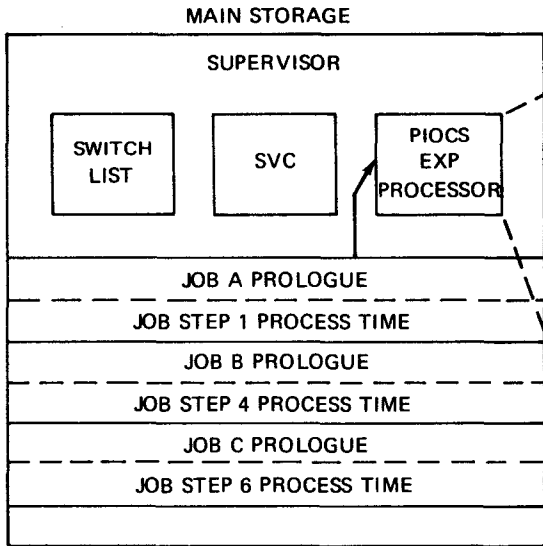 MAIN STORAGE
SUPERVISOR
SWITCH
LIST
SVC
PIOCS
EXP
PROCESSOR
JOB A PROLOGUE
JOB STEP 1 PROCESS TIME
JOB B PROLOGUE
JOB STEP 4 PROCESS TIME
JOB C PROLOGUE
JOB STEP 6 PROCESS TIME